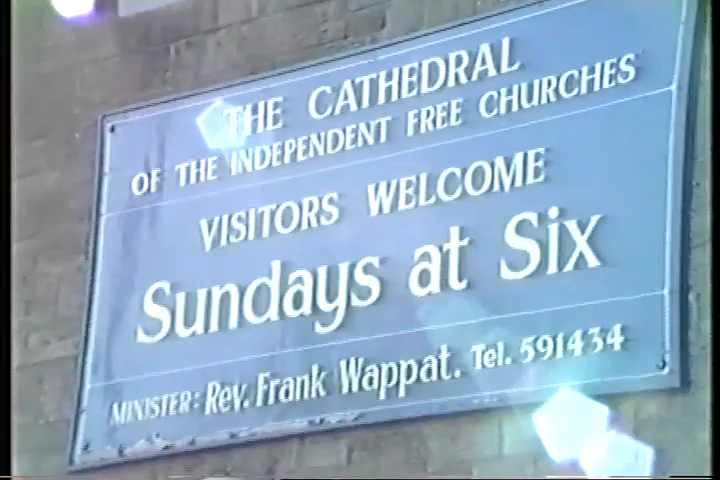 THE CATHEDRAL
OF THE INDEPENDENT FREE CHURCHES
VISITORS WELCOME
Sundays at Six
MINISTER: Rev. Frank Wappat. Tel. 591434